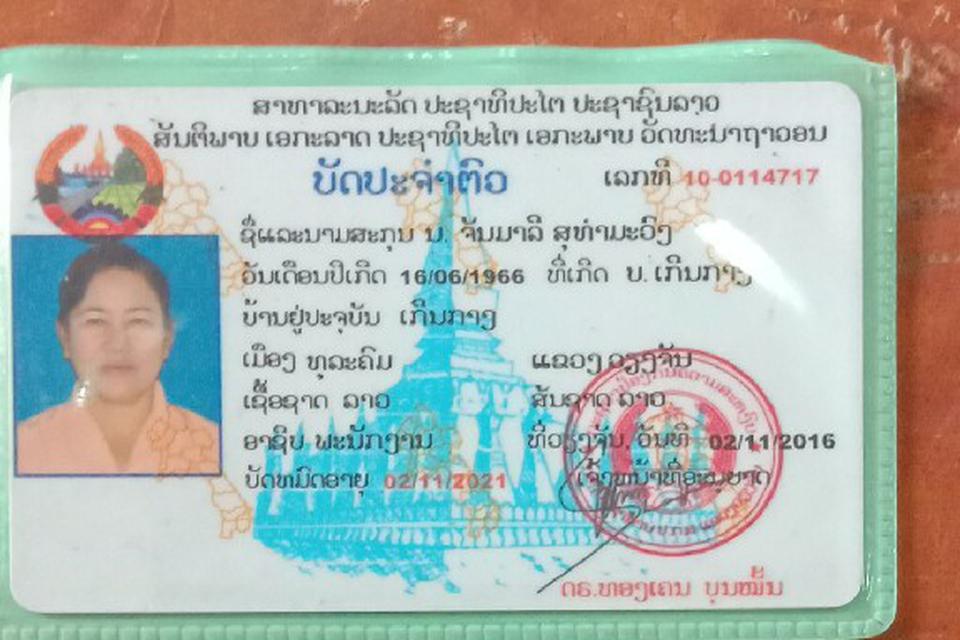 ສາທາລະນະລັດ ປະຊາທິປະໄຕ ປະຊາຊົນລາວ
ສັນຕິພາບ ເອກະລາດ ປະຊາທິປະໄຕ ເອກະພາບ ວັດທະນາຖາວອນ
ບັດປະຈຳຕົວ ເລກທີ 10-0114717
ຊື່ແລະນາມສະກຸນ ນ. ຈັນມາລີ ສຸທຳມະວົງ
ວັນເດືອນປີເກີດ 16/06/1966 ທີ່ເກີດ ບ. ເກີນກາງ
ບ້ານຢູ່ປະຈຸບັນ ເກີນກາງ
ເມືອງ ທຸລະຄົມ ແຂວງ ວຽງຈັນ
ເຊື້ອຊາດ ລາວ ສັນຊາດ ລາວ
ອາຊີບ ພະນັກງານ ທີ່ວຽງຈັນ, ວັນທີ 02/11/2016
ບັດຫມົດອາຍຸ 02/11/2021 ເຈົ້າຫນ້າທີ່ອະນຸຍາດ
ດຣ.ທອງເຄນ ບຸນໝັ້ນ